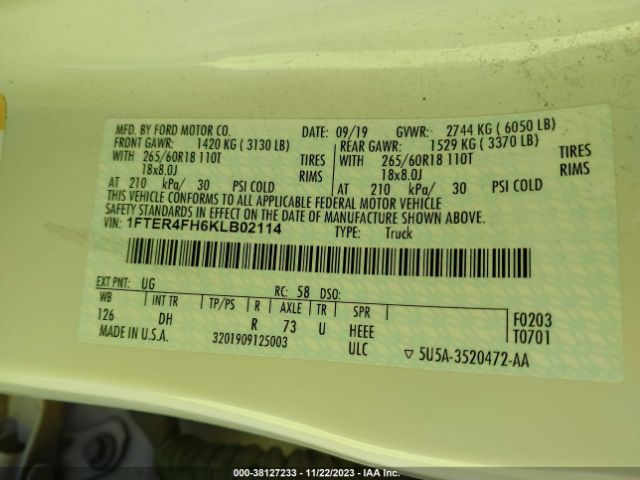 MFD. BY FORD MOTOR CO. DATE: 09/19 GVWR: 2744 KG ( 6050 LB)
FRONT GAWR: 1420 KG ( 3130 LB) REAR GAWR: 1529 KG ( 3370 LB)
WITH 265/60R18 110T TIRES WITH 265/60R18 110T TIRES
18x8.0J RIMS 18x8.0J RIMS
AT 210 kPa/ 30 PSI COLD AT 210 kPa/ 30 PSI COLD
THIS VEHICLE CONFORMS TO ALL APPLICABLE FEDERAL MOTOR VEHICLE
SAFETY STANDARDS IN EFFECT ON THE DATE OF MANUFACTURE SHOWN ABOVE.
VIN: 1FTER4FH6KLB02114 TYPE: Truck
EXT PNT: UG RC: 58 DSO:
WB INT TR TP/PS R AXLE TR SPR F0203
126 DH R 73 U HEEE T0701
MADE IN U.S.A. 3201909125003 ULC ▽ 5U5A-3520472-AA
000-38127233 - 11/22/2023 - IAA Inc.